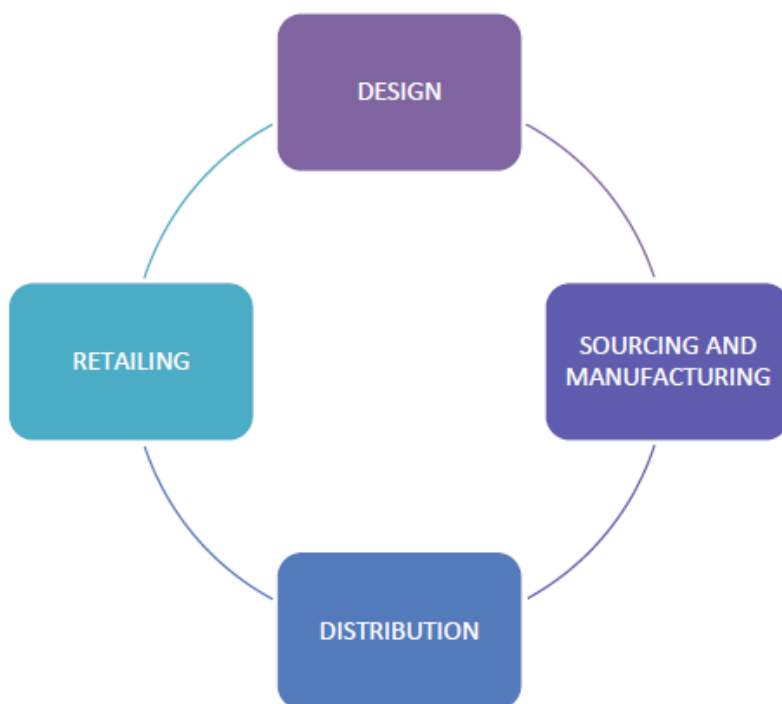 DESIGN
SOURCING AND
MANUFACTURING
DISTRIBUTION
RETAILING